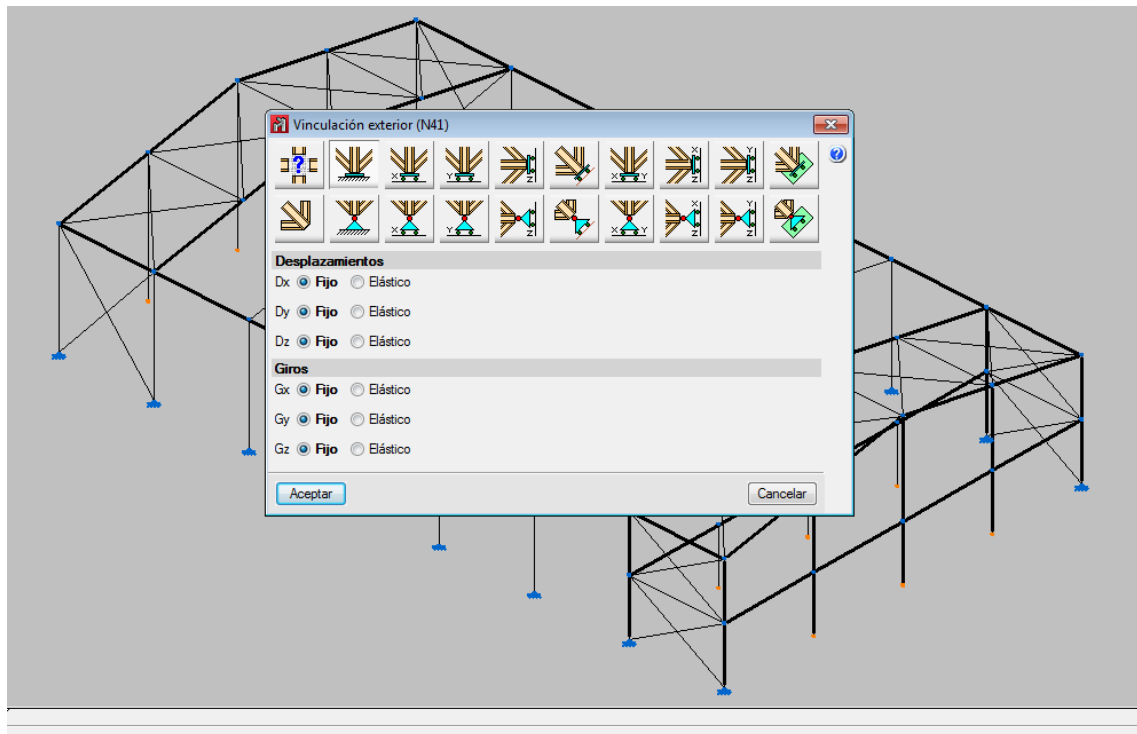 Vinculación exterior (N41)
?
X Y Z X Y Z X Z Y Z
X Y Z X Y Z X Z Y Z
Desplazamientos
Dx Fijo Elástico
Dy Fijo Elástico
Dz Fijo Elástico
Giros
Gx Fijo Elástico
Gy Fijo Elástico
Gz Fijo Elástico
Aceptar Cancelar